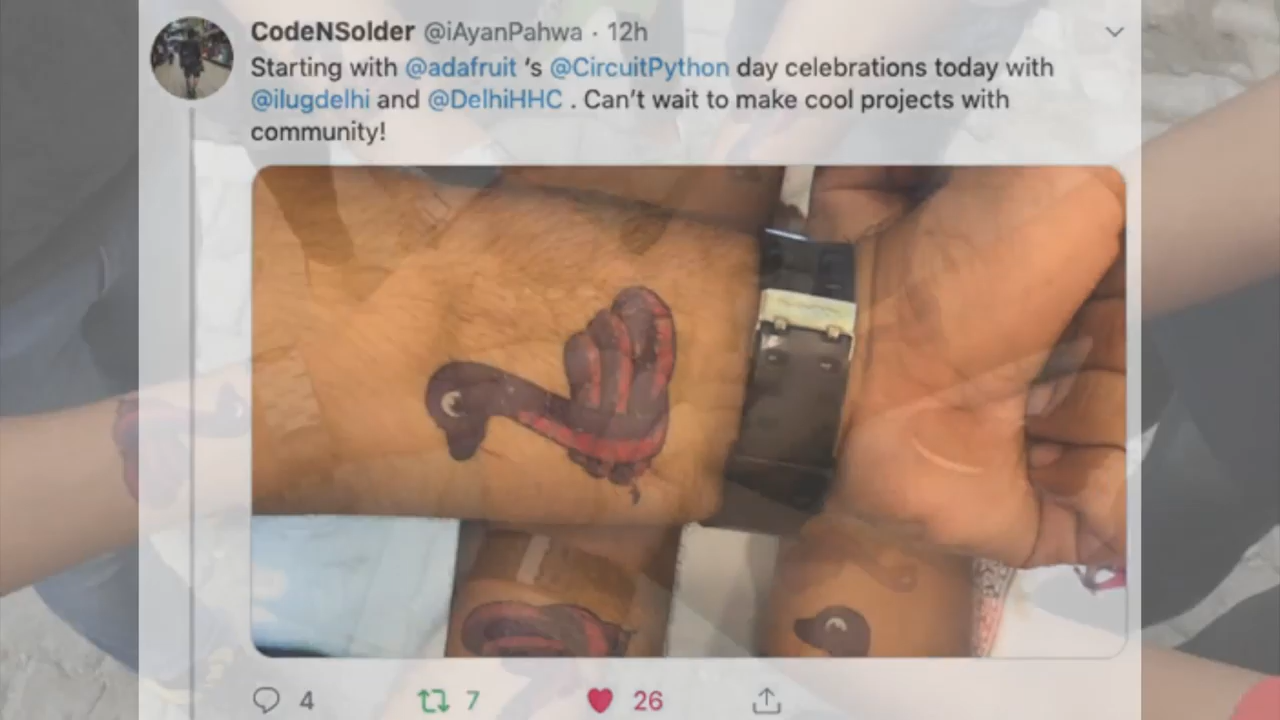 CodeNSolder @iAyanPahwa · 12h
Starting with @adafruit 's @CircuitPython day celebrations today with
@ilugdelhi and @DelhiHHC . Can't wait to make cool projects with
community!
4 7 26